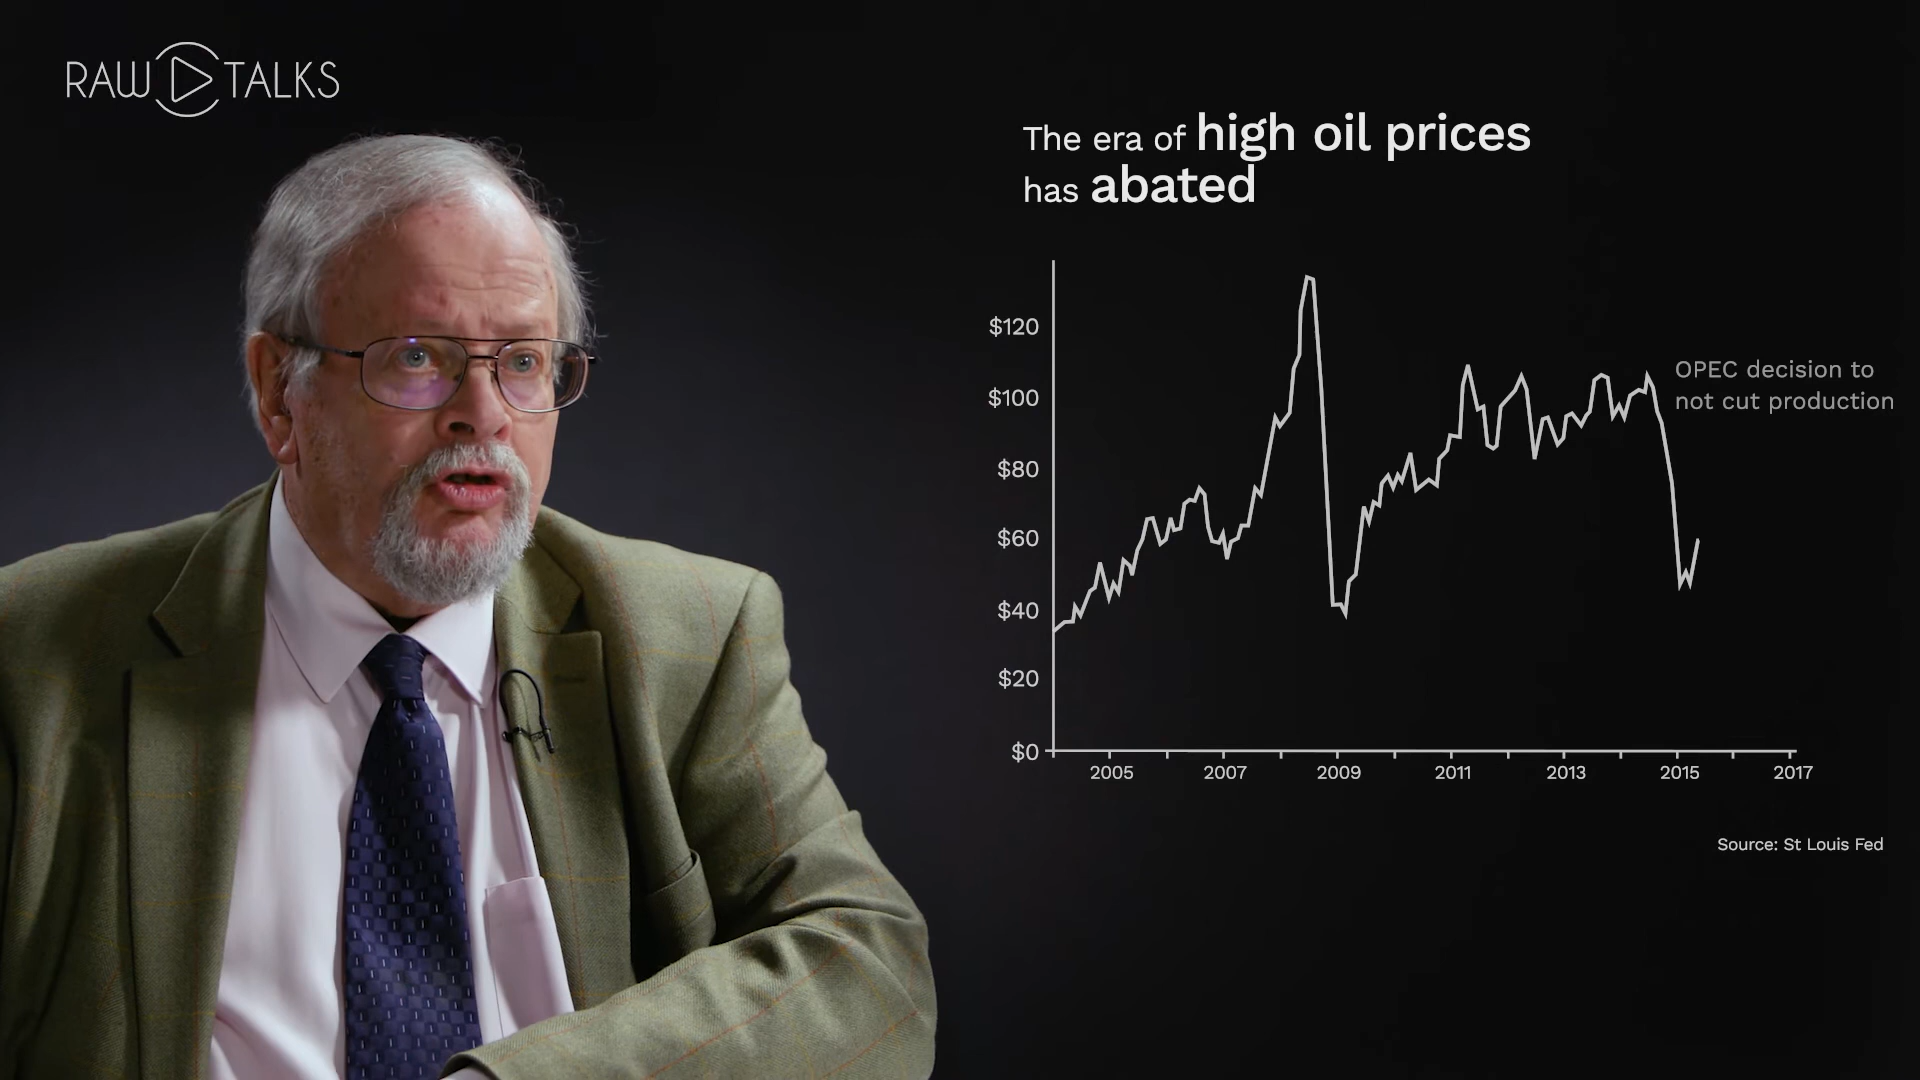 RAW TALKS
The era of high oil prices
has abated
$120
$100
$80
$60
$40
$20
$0
OPEC decision to
not cut production
2005 2007 2009 2011 2013 2015 2017
Source: St Louis Fed